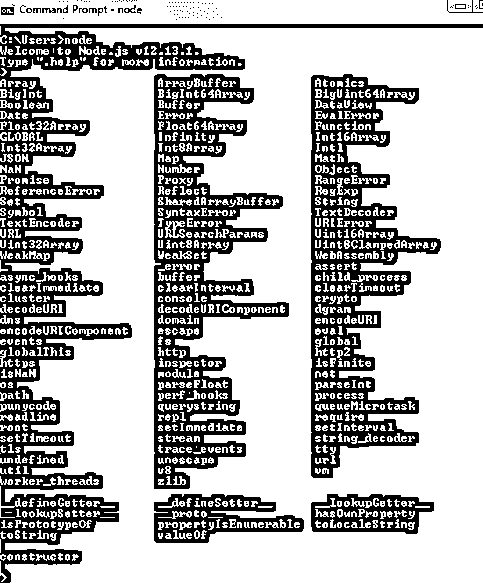 Command Prompt - node
C:\Users>node
Welcome to Node.js v12.13.1.
Type ".help" for more information.
>
Array ArrayBuffer Atomics
BigInt BigInt64Array BigUint64Array
Boolean Buffer DataView
Date Error EvalError
Float32Array Float64Array Function
GLOBAL Infinity Int16Array
Int32Array Int8Array Intl
JSON Map Math
NaN Number Object
Promise Proxy RangeError
ReferenceError Reflect RegExp
Set SharedArrayBuffer String
Symbol SyntaxError TextDecoder
TextEncoder TypeError URIError
URL URLSearchParams Uint16Array
Uint32Array Uint8Array Uint8ClampedArray
WeakMap WeakSet WebAssembly
_ _error assert
async_hooks buffer child_process
clearImmediate clearInterval clearTimeout
cluster console crypto
decodeURI decodeURIComponent dgram
dns domain encodeURI
encodeURIComponent escape eval
events fs global
globalThis http http2
https inspector isFinite
isNaN module net
os parseFloat parseInt
path perf_hooks process
punycode querystring queueMicrotask
readline repl require
root setImmediate setInterval
setTimeout stream string_decoder
tls trace_events tty
undefined unescape url
util v8 vm
worker_threads zlib
__defineGetter__ __defineSetter__ __lookupGetter__
__lookupSetter__ __proto__ hasOwnProperty
isPrototypeOf propertyIsEnumerable toLocaleString
toString valueOf
constructor
>